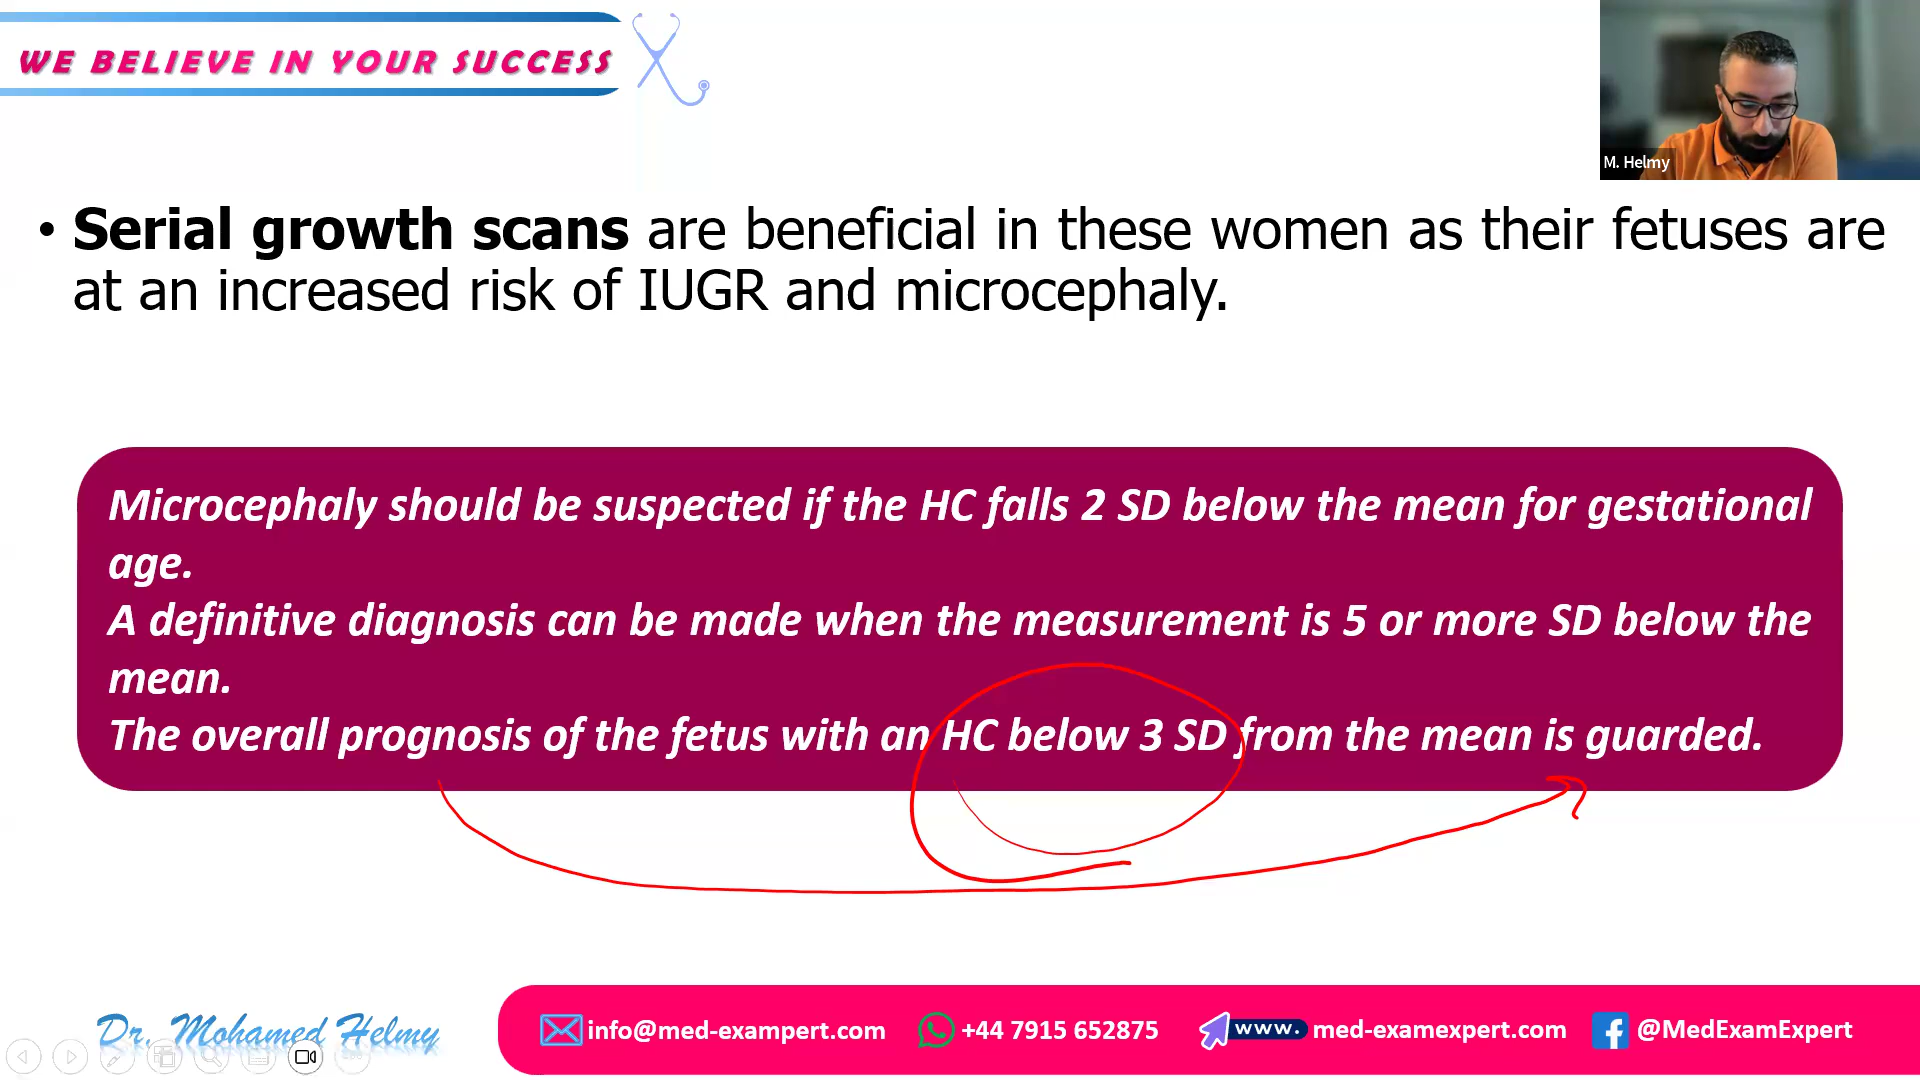 WE BELIEVE IN YOUR SUCCESS
M. Helmy
• Serial growth scans are beneficial in these women as their fetuses are
at an increased risk of IUGR and microcephaly.
Microcephaly should be suspected if the HC falls 2 SD below the mean for gestational
age.
A definitive diagnosis can be made when the measurement is 5 or more SD below the
mean.
The overall prognosis of the fetus with an HC below 3 SD from the mean is guarded.
Dr. Mohamed Helmy
info@med-exampert.com
+44 7915 652875
www. med-examexpert.com
@MedExamExpert